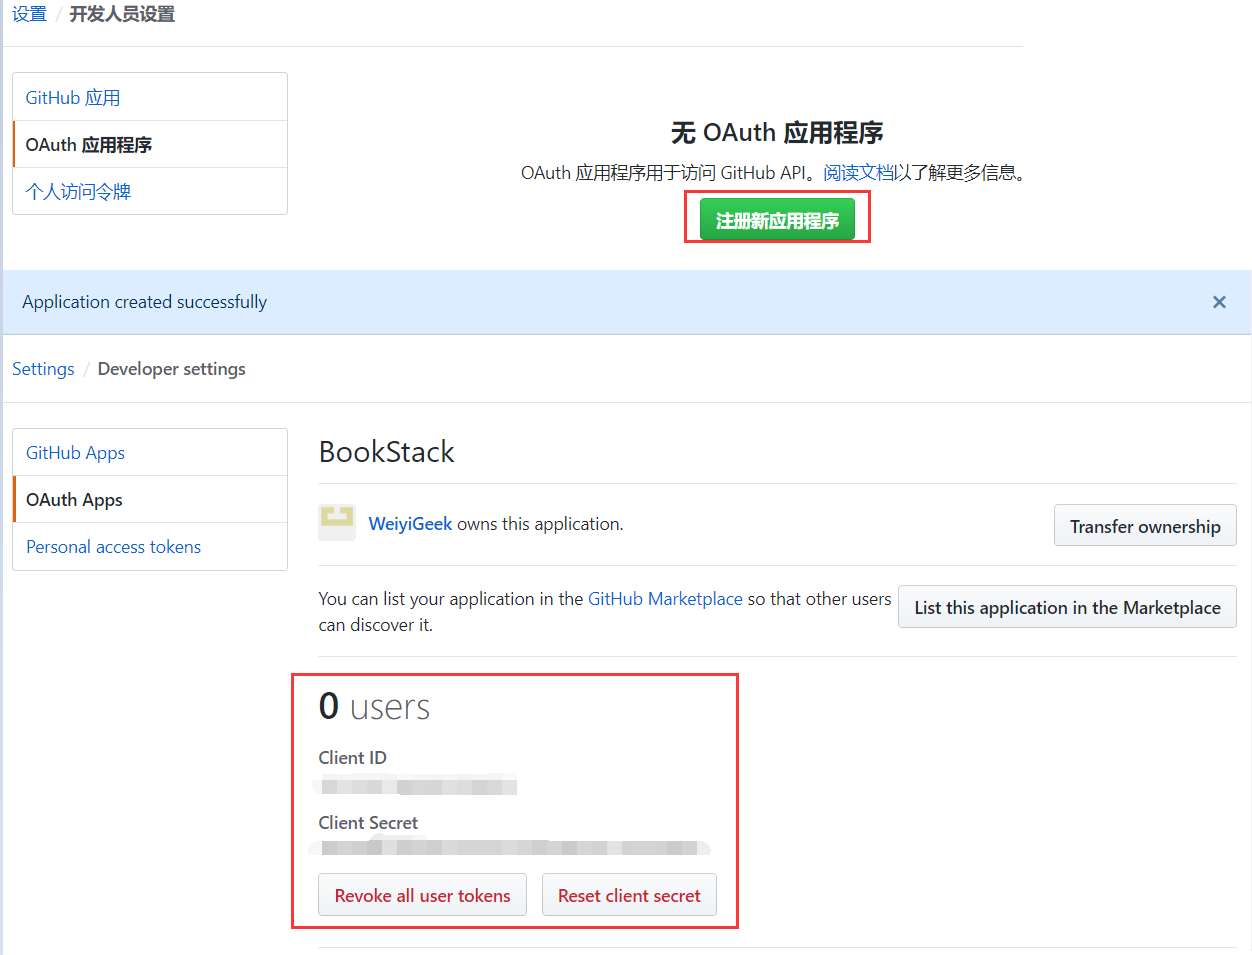 设置 / 开发人员设置
GitHub 应用
OAuth 应用程序
个人访问令牌
无 OAuth 应用程序
OAuth 应用程序用于访问 GitHub API。阅读文档以了解更多信息。
注册新应用程序
Application created successfully ×
Settings / Developer settings
GitHub Apps
OAuth Apps
Personal access tokens
BookStack
WeiyiGeek owns this application.
Transfer ownership
You can list your application in the GitHub Marketplace so that other users
can discover it.
List this application in the Marketplace
0 users
Client ID
Client Secret
Revoke all user tokens
Reset client secret